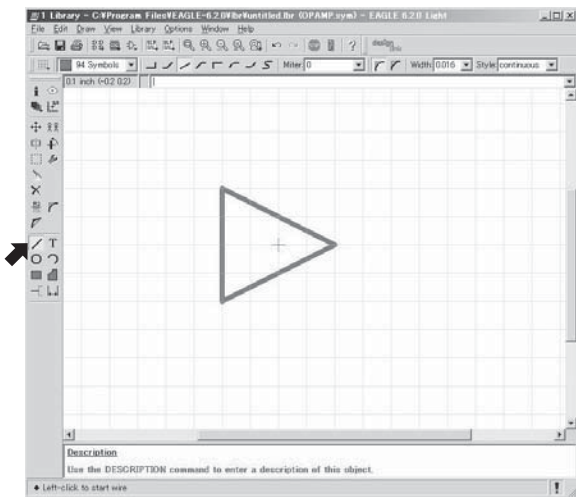 1 Library - C:¥Program Files¥EAGLE-6.2.0¥lbr¥untitled.lbr (OPAMP.sym) - EAGLE 6.2.0 Light
File Edit Draw View Library Options Window Help
94 Symbols Miter: 0 Width: 0.016 Style: continuous
0.1 inch (-0.2 0.2)
Description
Use the DESCRIPTION command to enter a description of this object.
Left-click to start wire